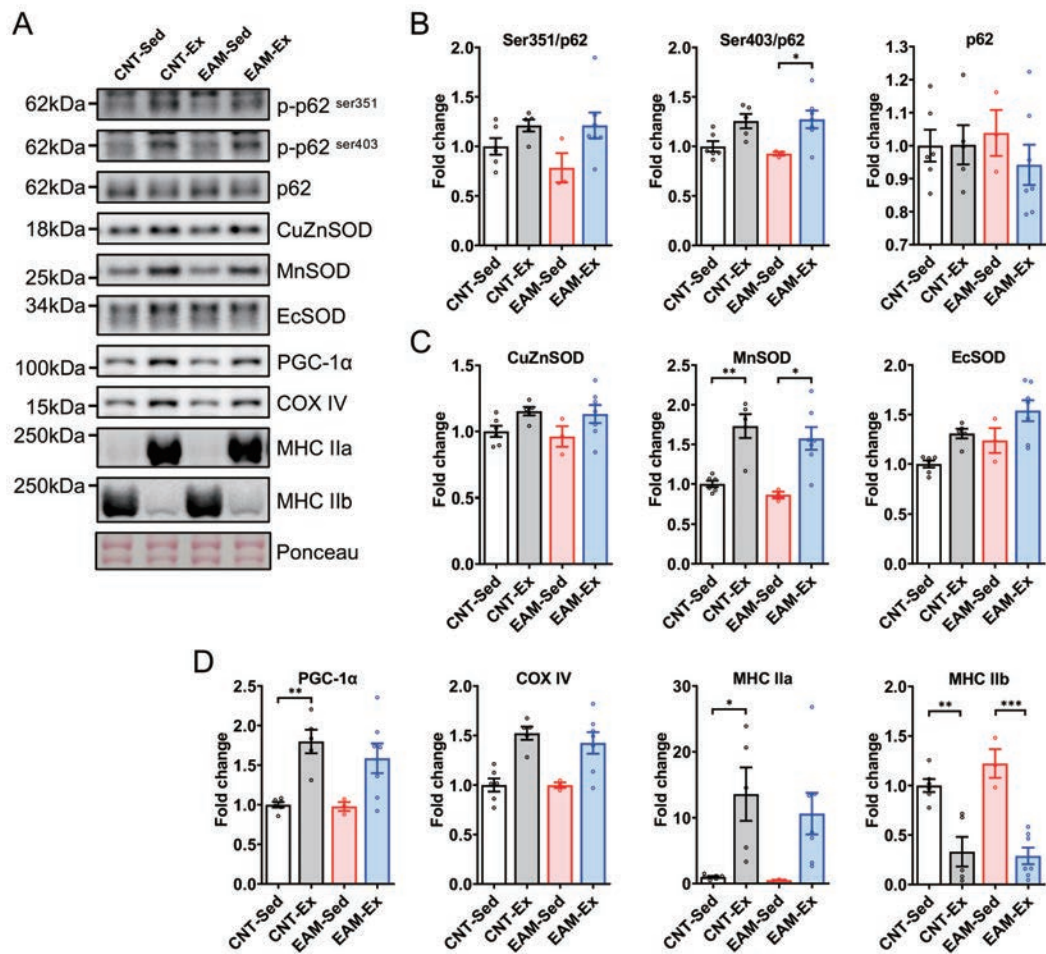 A
CNT-Sed
CNT-Ex
EAM-Sed
EAM-Ex
62kDa
p-p62 ser351
62kDa
p-p62 ser403
62kDa
p62
18kDa
CuZnSOD
25kDa
MnSOD
34kDa
EcSOD
100kDa
PGC-1α
15kDa
COX IV
250kDa
MHC IIa
250kDa
MHC IIb
Ponceau
B
Ser351/p62
Fold change
2.0
1.5
1.0
0.5
0.0
CNT-Sed
CNT-Ex
EAM-Sed
EAM-Ex
Ser403/p62
Fold change
2.0
1.5
1.0
0.5
0.0
*
CNT-Sed
CNT-Ex
EAM-Sed
EAM-Ex
p62
Fold change
1.3
1.2
1.1
1.0
0.9
0.8
0.7
CNT-Sed
CNT-Ex
EAM-Sed
EAM-Ex
C
CuZnSOD
Fold change
1.5
1.0
0.5
0.0
CNT-Sed
CNT-Ex
EAM-Sed
EAM-Ex
MnSOD
Fold change
2.5
2.0
1.5
1.0
0.5
0.0
**
*
CNT-Sed
CNT-Ex
EAM-Sed
EAM-Ex
EcSOD
Fold change
2.0
1.5
1.0
0.5
0.0
CNT-Sed
CNT-Ex
EAM-Sed
EAM-Ex
D
PGC-1α
Fold change
2.5
2.0
1.5
1.0
0.5
0.0
**
CNT-Sed
CNT-Ex
EAM-Sed
EAM-Ex
COX IV
Fold change
2.0
1.5
1.0
0.5
0.0
CNT-Sed
CNT-Ex
EAM-Sed
EAM-Ex
MHC IIa
Fold change
30
20
10
0
*
CNT-Sed
CNT-Ex
EAM-Sed
EAM-Ex
MHC IIb
Fold change
2.0
1.5
1.0
0.5
0.0
**
***
CNT-Sed
CNT-Ex
EAM-Sed
EAM-Ex